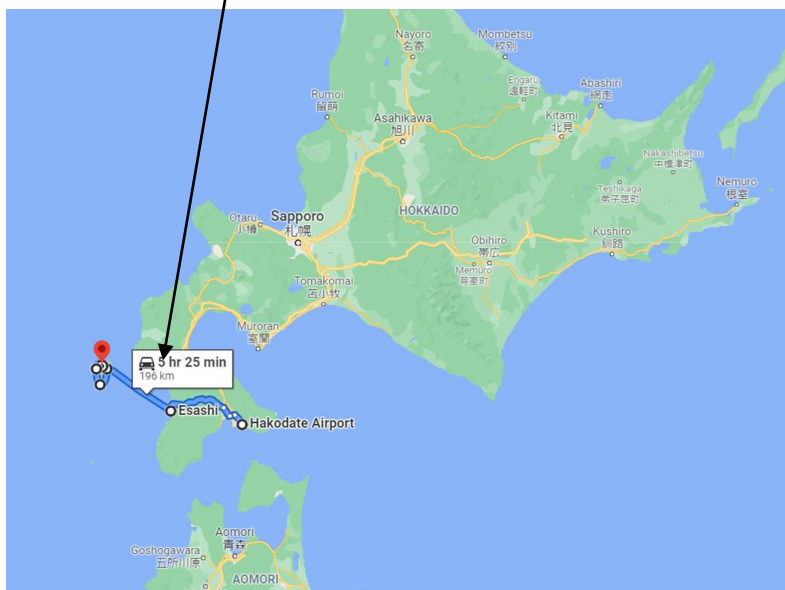 Nayoro
名寄
Mombetsu
紋別
Engaru
遠軽町
Abashiri
網走
Rumoi
留萌
Asahikawa
旭川
Kitami
北見
Nakashibetsu
中標津町
Teshikaga
弟子屈町
Nemuro
根室
HOKKAIDO
Otaru
小樽
Sapporo
札幌
Obihiro
帯広
Kushiro
釧路
Memuro
芽室町
Tomakomai
苫小牧
Muroran
室蘭
5 hr 25 min
196 km
Esashi
Hakodate Airport
Aomori
青森
Goshogawara
五所川原
AOMORI